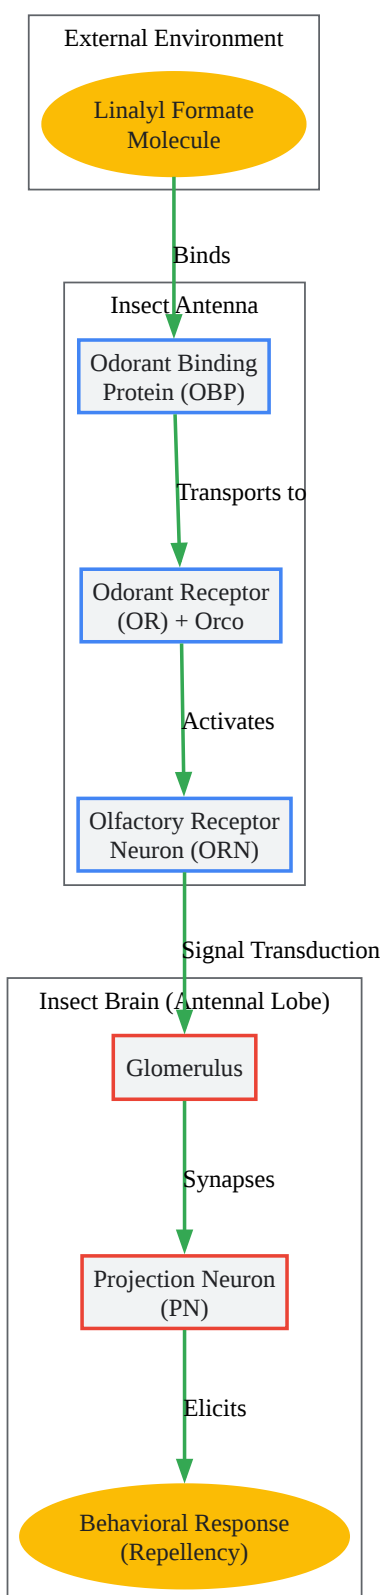 External Environment
Linalyl Formate
Molecule
Binds
Insect Antenna
Odorant Binding
Protein (OBP)
Transports to
Odorant Receptor
(OR) + Orco
Activates
Olfactory Receptor
Neuron (ORN)
Signal Transduction
Insect Brain (Antennal Lobe)
Glomerulus
Synapses
Projection Neuron
(PN)
Elicits
Behavioral Response
(Repellency)